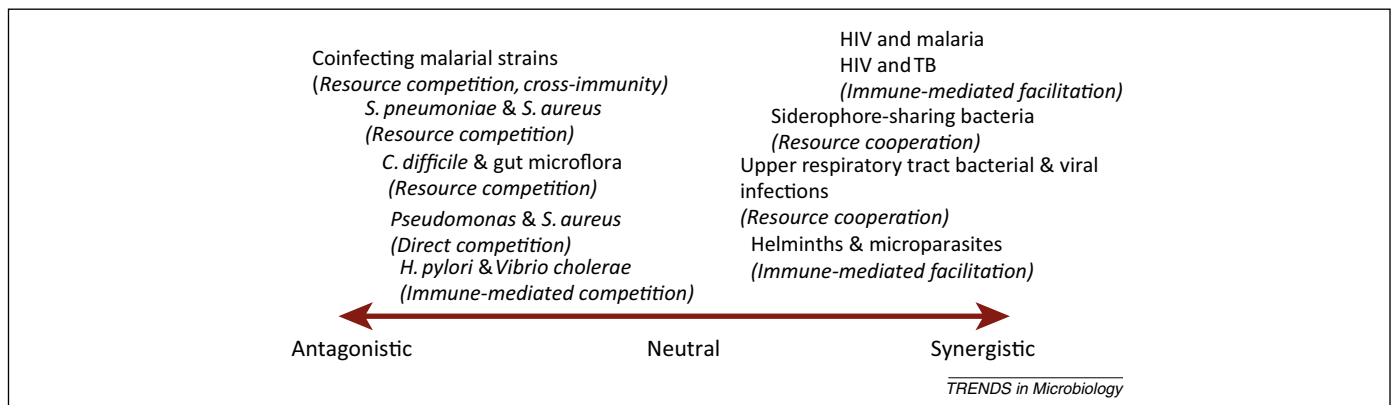 Coinfecting malarial strains
(Resource competition, cross-immunity)
S. pneumoniae & S. aureus
(Resource competition)
C. difficile & gut microflora
(Resource competition)
Pseudomonas & S. aureus
(Direct competition)
H. pylori & Vibrio cholerae
(Immune-mediated competition)
HIV and malaria
HIV and TB
(Immune-mediated facilitation)
Siderophore-sharing bacteria
(Resource cooperation)
Upper respiratory tract bacterial & viral
infections
(Resource cooperation)
Helminths & microparasites
(Immune-mediated facilitation)
Antagonistic
Neutral
Synergistic
TRENDS in Microbiology